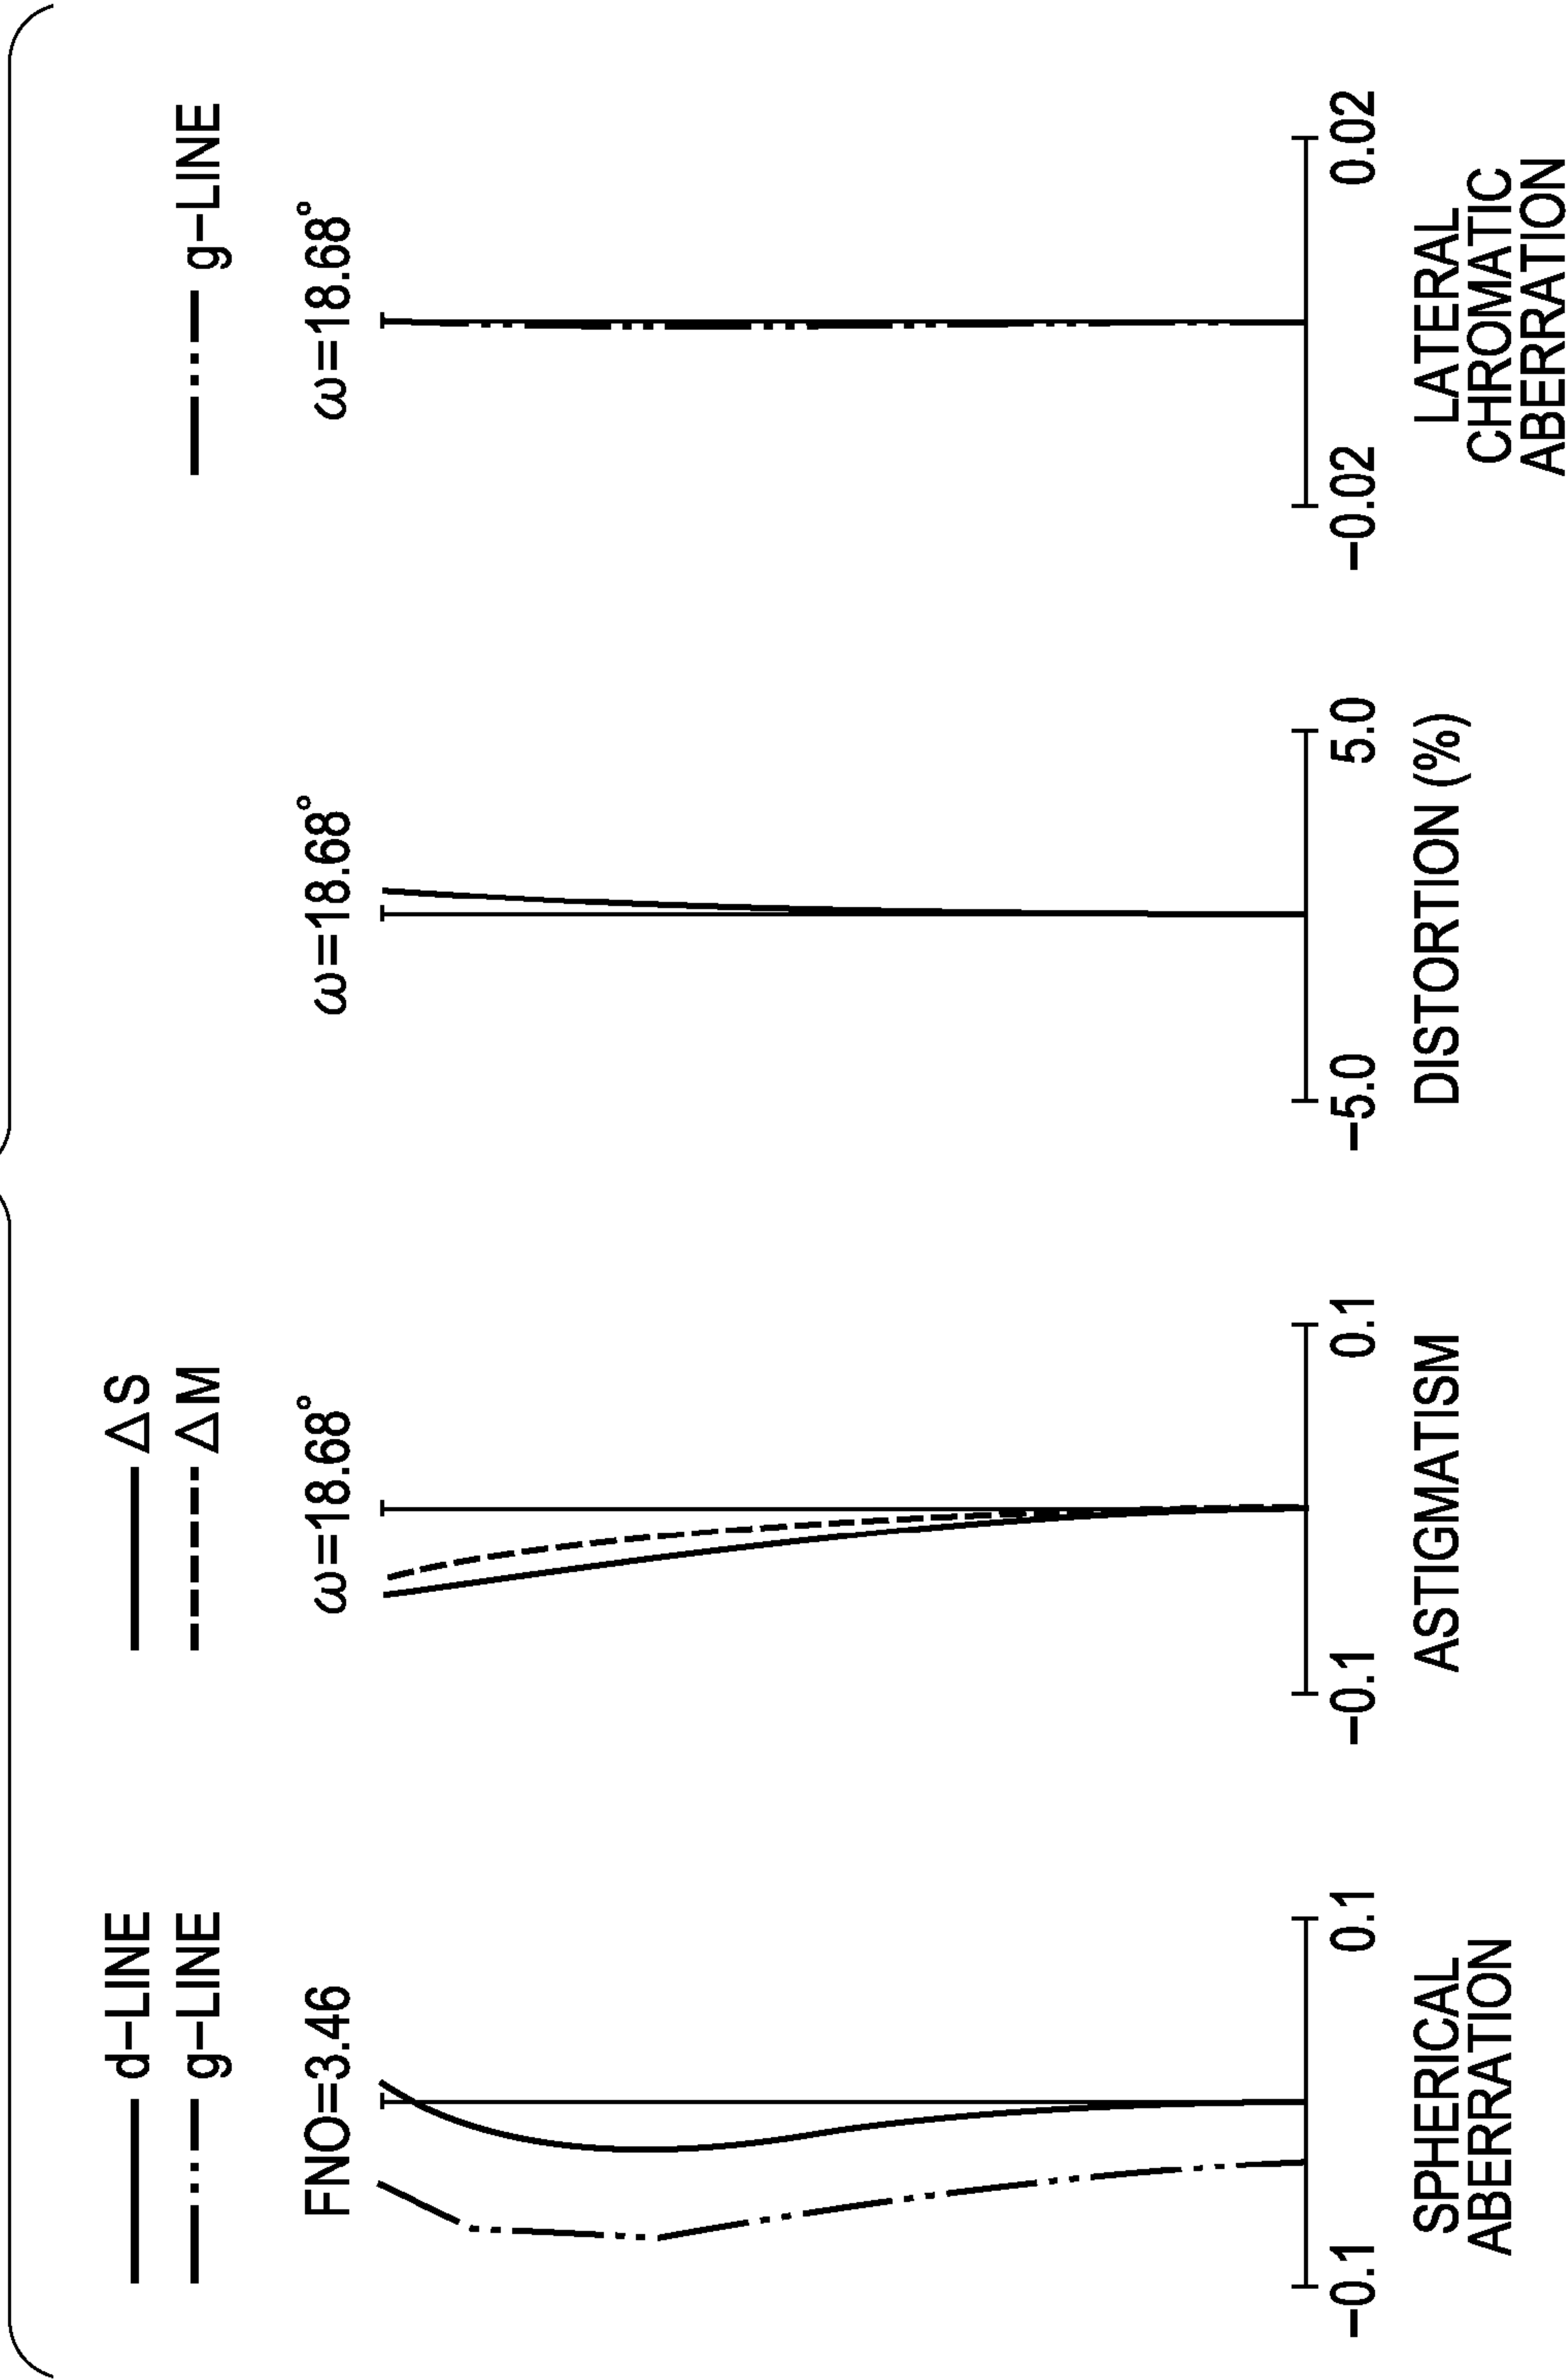 d-LINE
g-LINE
FNO=3.46
-0.1
0.1
SPHERICAL
ABERRATION
ΔS
ΔM
ω=18.68°
-0.1
0.1
ASTIGMATISM
ω=18.68°
-5.0
5.0
DISTORTION (%)
g-LINE
ω=18.68°
-0.02
0.02
LATERAL
CHROMATIC
ABERRATION